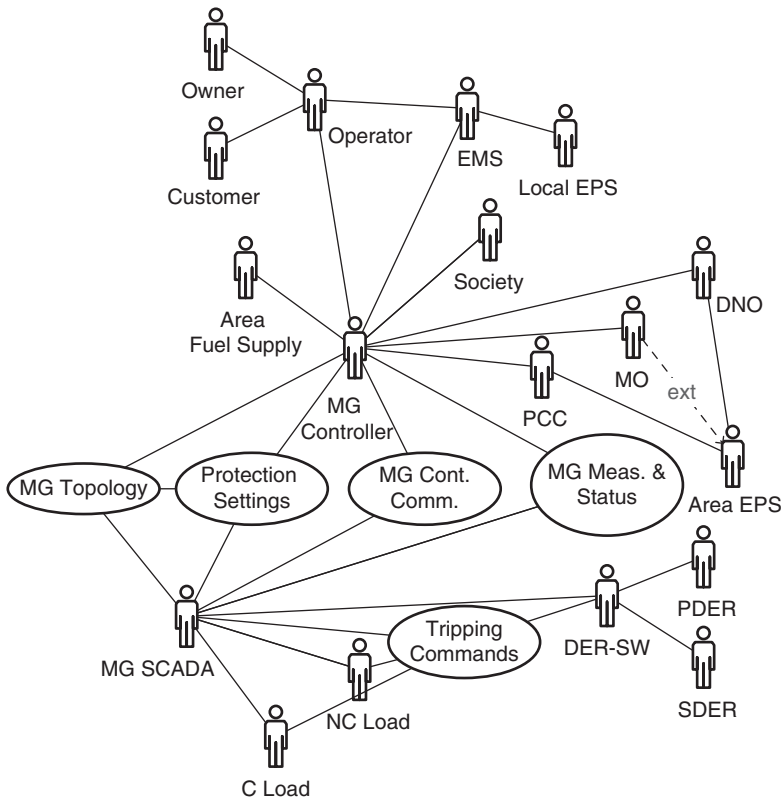 Owner
Operator
EMS
Customer
Local EPS
Society
Area
Fuel Supply
DNO
MO
ext
PCC
MG
Controller
MG Topology
Protection
Settings
MG Cont.
Comm.
MG Meas. &
Status
Area EPS
PDER
Tripping
Commands
DER-SW
MG SCADA
NC Load
SDER
C Load